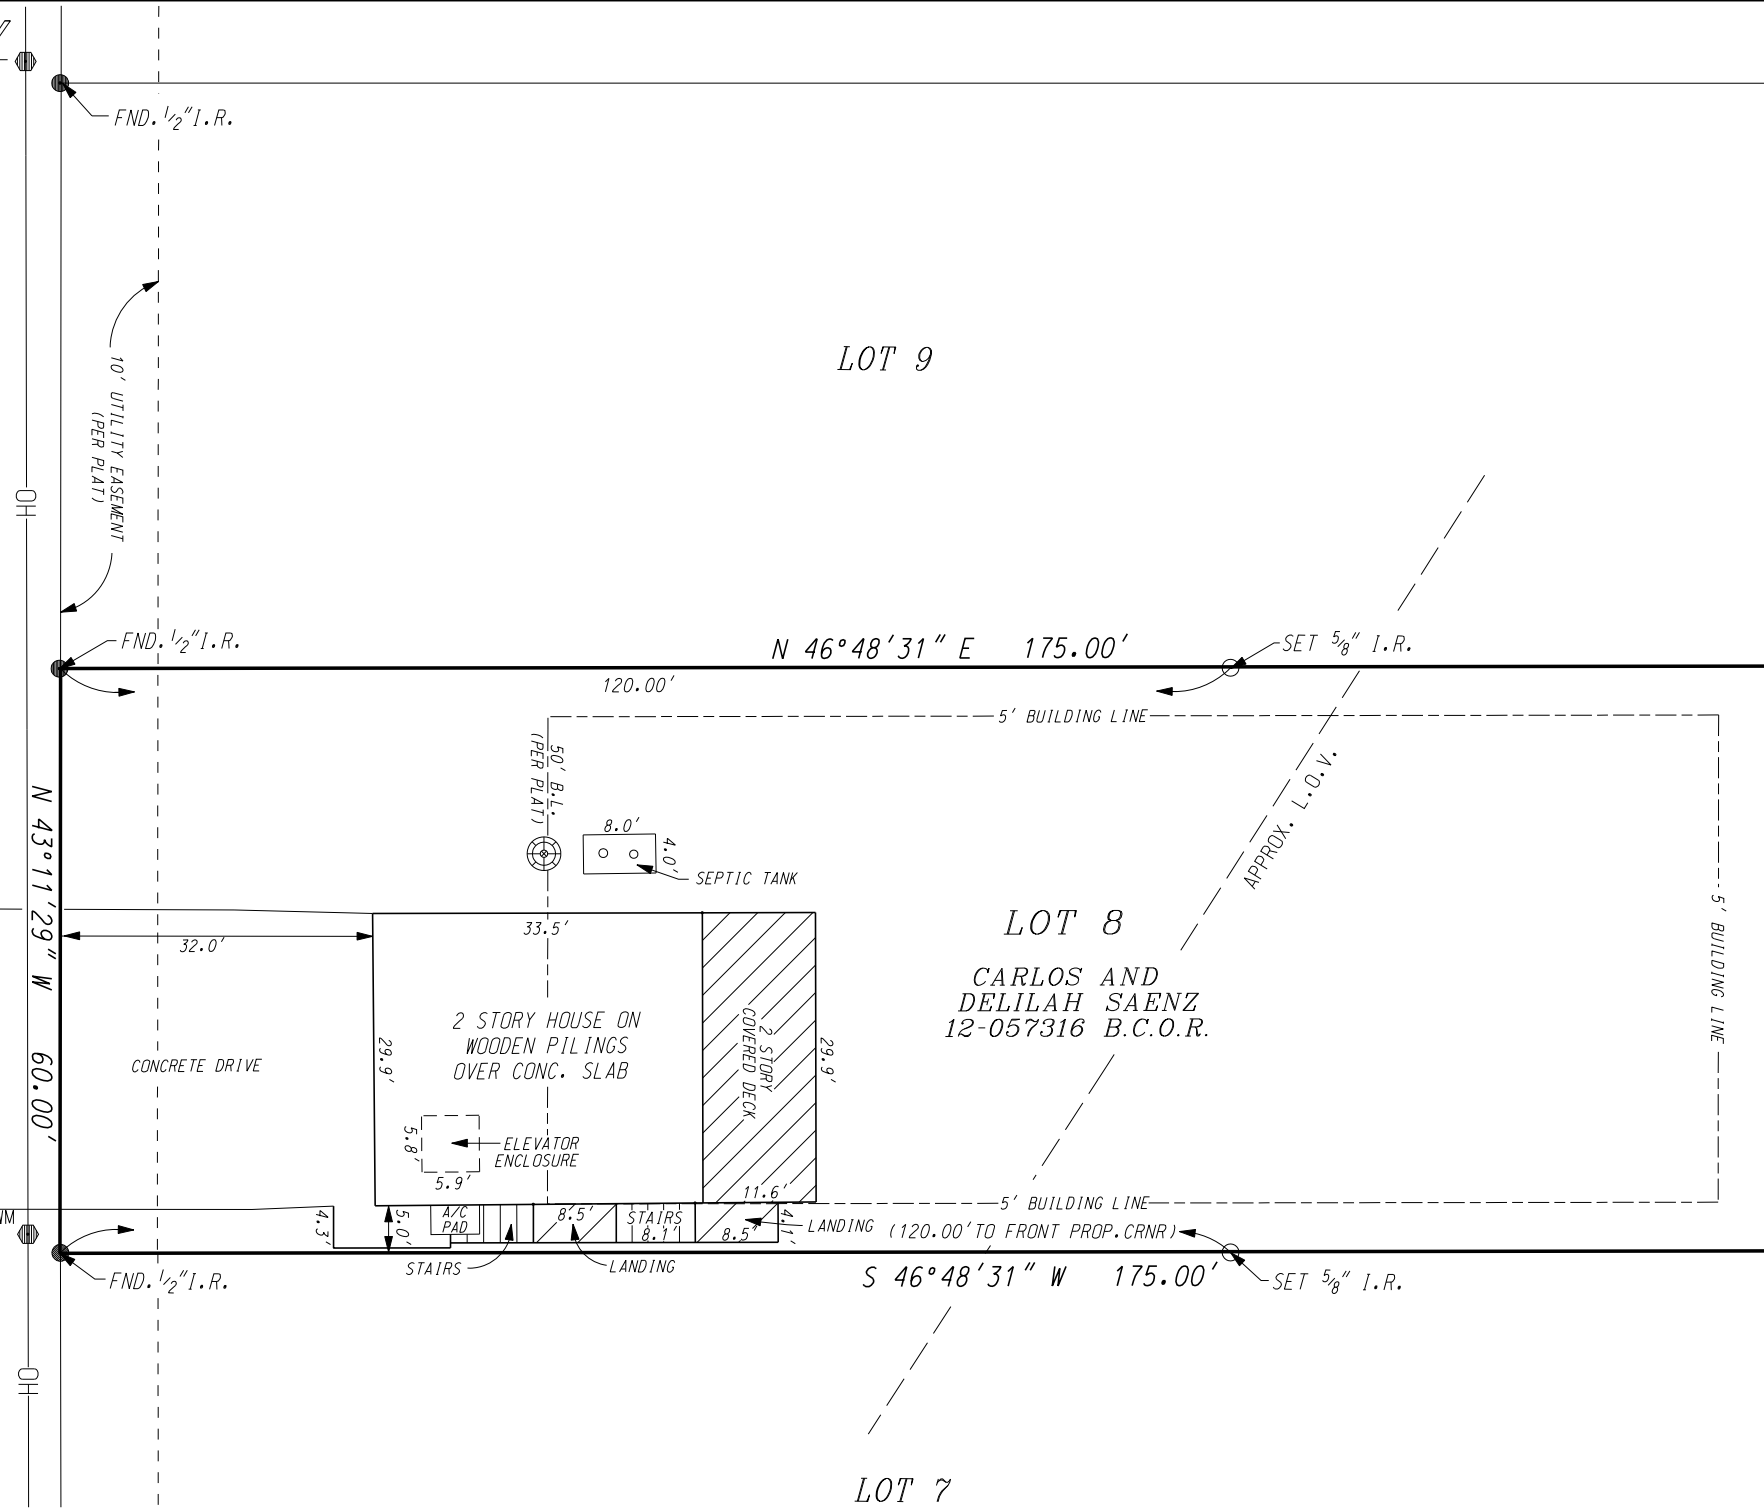 FND. 1/2" I.R.
LOT 9
10' UTILITY EASEMENT
(PER PLAT)
OH
FND. 1/2" I.R.
N 46°48'31" E 175.00'
SET 5/8" I.R.
120.00'
5' BUILDING LINE
50' B.L.
(PER PLAT)
APPROX. L.O.V.
N 43°11'29" W 60.00'
8.0'
4.0'
SEPTIC TANK
5' BUILDING LINE
33.5'
32.0'
LOT 8
CARLOS AND
DELILAH SAENZ
12-057316 B.C.O.R.
2 STORY HOUSE ON
WOODEN PILINGS
OVER CONC. SLAB
2 STORY
COVERED DECK
29.9'
29.9'
CONCRETE DRIVE
5.8'
ELEVATOR
ENCLOSURE
5.9'
11.6'
5' BUILDING LINE
4.3'
5.0'
A/C
PAD
8.5'
STAIRS
8.1'
8.5'
4.1'
LANDING
(120.00' TO FRONT PROP. CRNR)
STAIRS
LANDING
FND. 1/2" I.R.
S 46°48'31" W 175.00'
SET 5/8" I.R.
OH
LOT 7